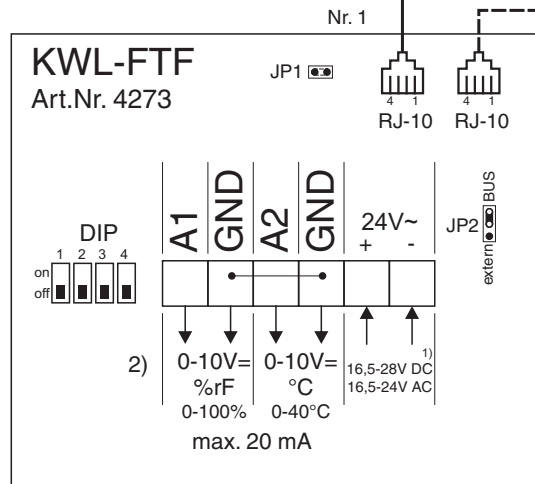 Nr. 1
KWL-FTF
Art.Nr. 4273
JP1
4 1
RJ-10
4 1
RJ-10
DIP
1 2 3 4
on
off
A1
GND
A2
GND
24V~
+ -
JP2
extern
BUS
2)
0-10V=
%rF
0-100%
0-10V=
°C
0-40°C
max. 20 mA
1)
16,5-28V DC
16,5-24V AC